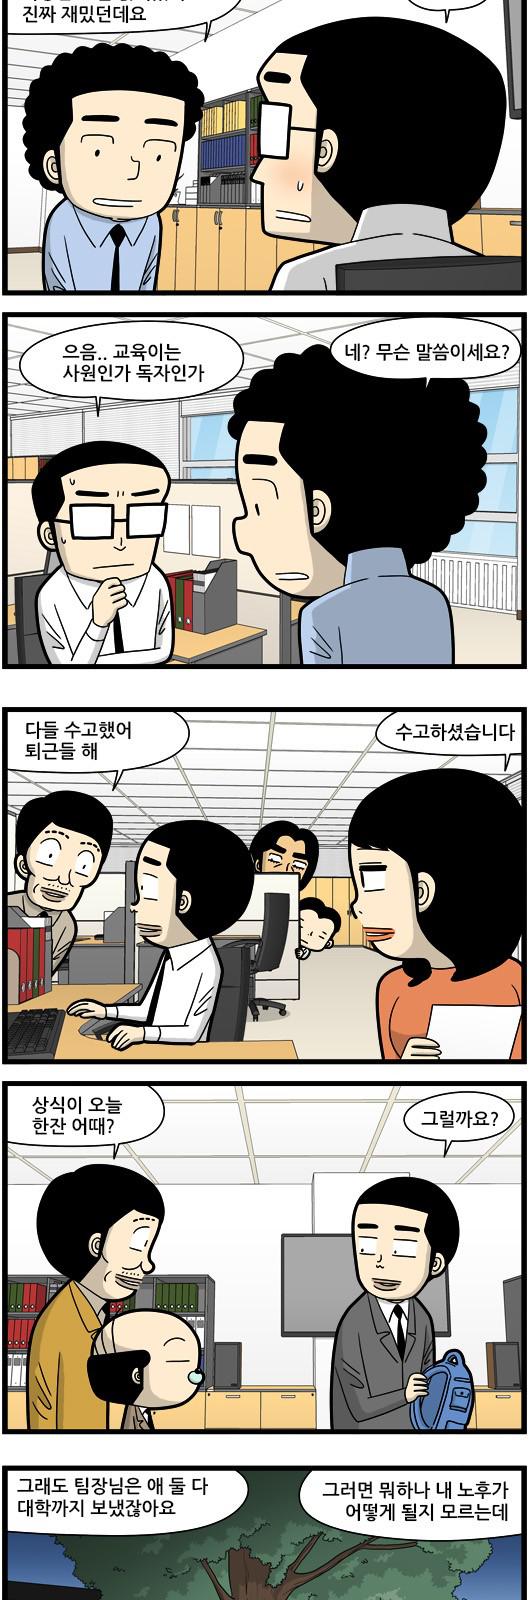 진짜 재밌던데요
으음.. 교육이는
사원인가 독자인가
네? 무슨 말씀이세요?
다들 수고했어
퇴근들 해
수고하셨습니다
상식이 오늘
한잔 어때?
그럴까요?
그래도 팀장님은 애 둘 다
대학까지 보냈잖아요
그러면 뭐하나 내 노후가
어떻게 될지 모르는데